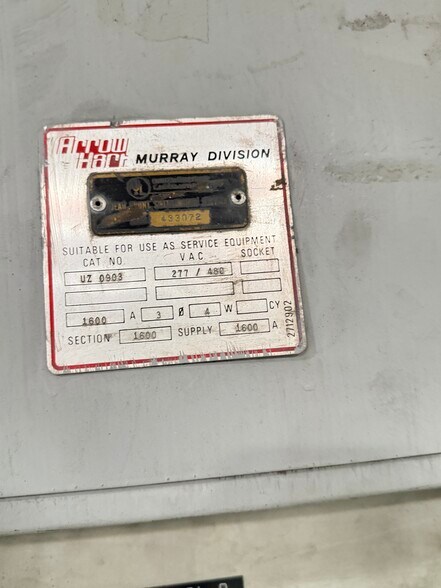 Arrow
Hart MURRAY DIVISION
493072
SUITABLE FOR USE AS SERVICE EQUIPMENT
CAT. NO. V.A.C. SOCKET
UZ 0903 277 / 480
1600 A 3 Ø 4 W CY
SECTION 1600 SUPPLY 1600 A
2712902